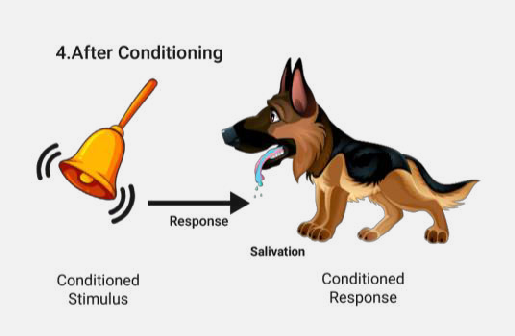 4.After Conditioning
Response
Salivation
Conditioned
Stimulus
Conditioned
Response